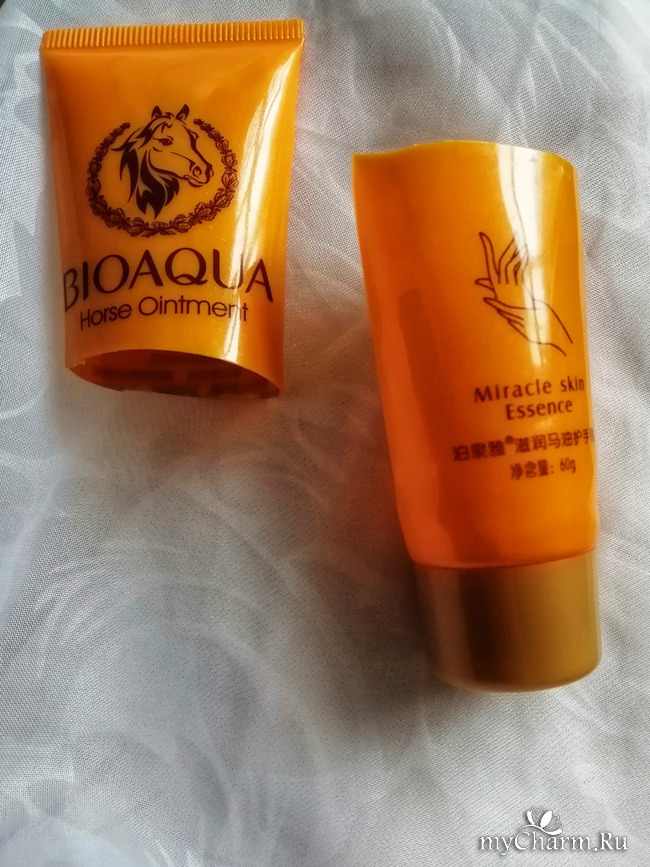 BIOAQUA
Horse Ointment
Miracle skin
Essence
泊泉雅®滋润马油护手
净含量: 60g
myCharm.Ru